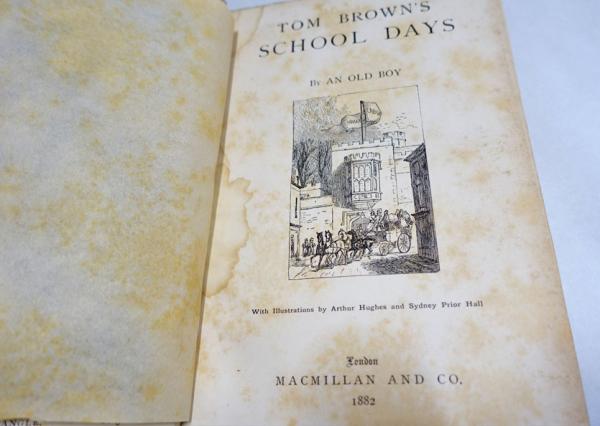 TOM BROWN'S
SCHOOL DAYS
By AN OLD BOY
With Illustrations by Arthur Hughes and Sydney Prior Hall
London
MACMILLAN AND CO.
1882